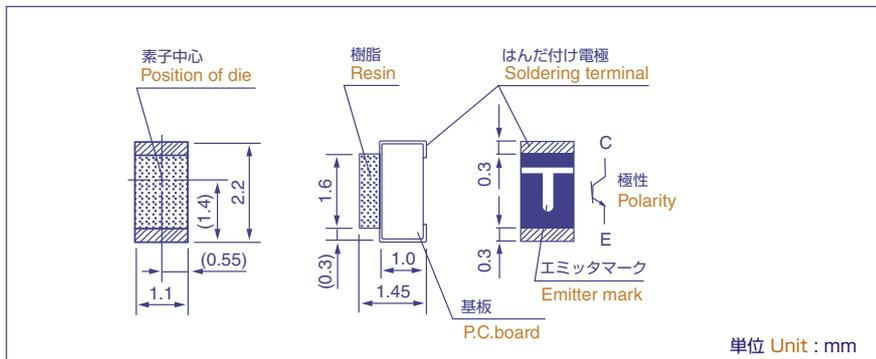 素子中心
Position of die
樹脂
Resin
はんだ付け電極
Soldering terminal
(1.4)
2.2
(0.55)
1.1
1.6
(0.3)
1.0
1.45
基板
P.C.board
0.3
0.3
C
極性
Polarity
E
エミッタマーク
Emitter mark
単位 Unit : mm